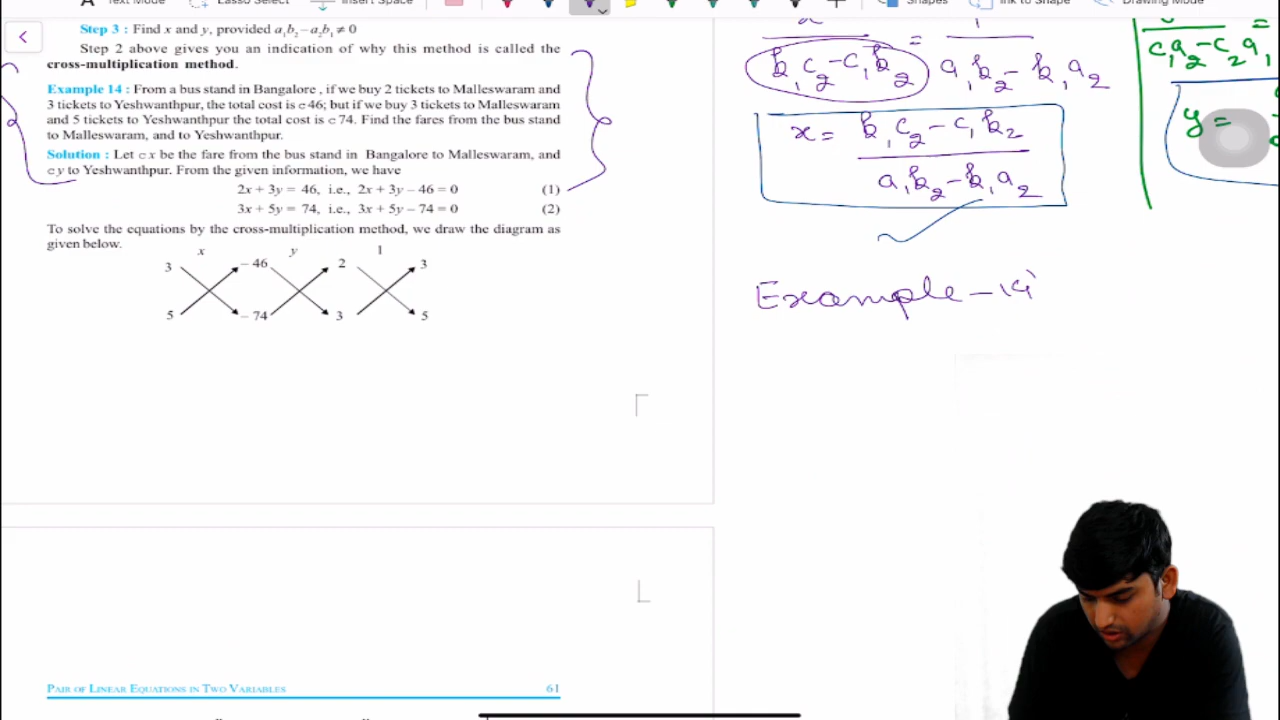 Text Mode Lasso Select Insert Space Shapes Ink to Shape Drawing Mode
Step 3 : Find x and y, provided a₁b₂ – a₂b₁ ≠ 0
Step 2 above gives you an indication of why this method is called the
cross-multiplication method.
Example 14 : From a bus stand in Bangalore , if we buy 2 tickets to Malleswaram and
3 tickets to Yeshwanthpur, the total cost is c 46; but if we buy 3 tickets to Malleswaram
and 5 tickets to Yeshwanthpur the total cost is c 74. Find the fares from the bus stand
to Malleswaram, and to Yeshwanthpur.
Solution : Let c x be the fare from the bus stand in Bangalore to Malleswaram, and
c y to Yeshwanthpur. From the given information, we have
2x + 3y = 46, i.e., 2x + 3y – 46 = 0 (1)
3x + 5y = 74, i.e., 3x + 5y – 74 = 0 (2)
To solve the equations by the cross-multiplication method, we draw the diagram as
given below.
x y 1
3 – 46 2 3
5 – 74 3 5
PAIR OF LINEAR EQUATIONS IN TWO VARIABLES 61
= 1
b₁c₂ – c₁b₂ a₁b₂ – b₁a₂
x = b₁c₂ – c₁b₂
a₁b₂ – b₁a₂
Example – 14
=
c₁a₂ – c₂a₁
y =